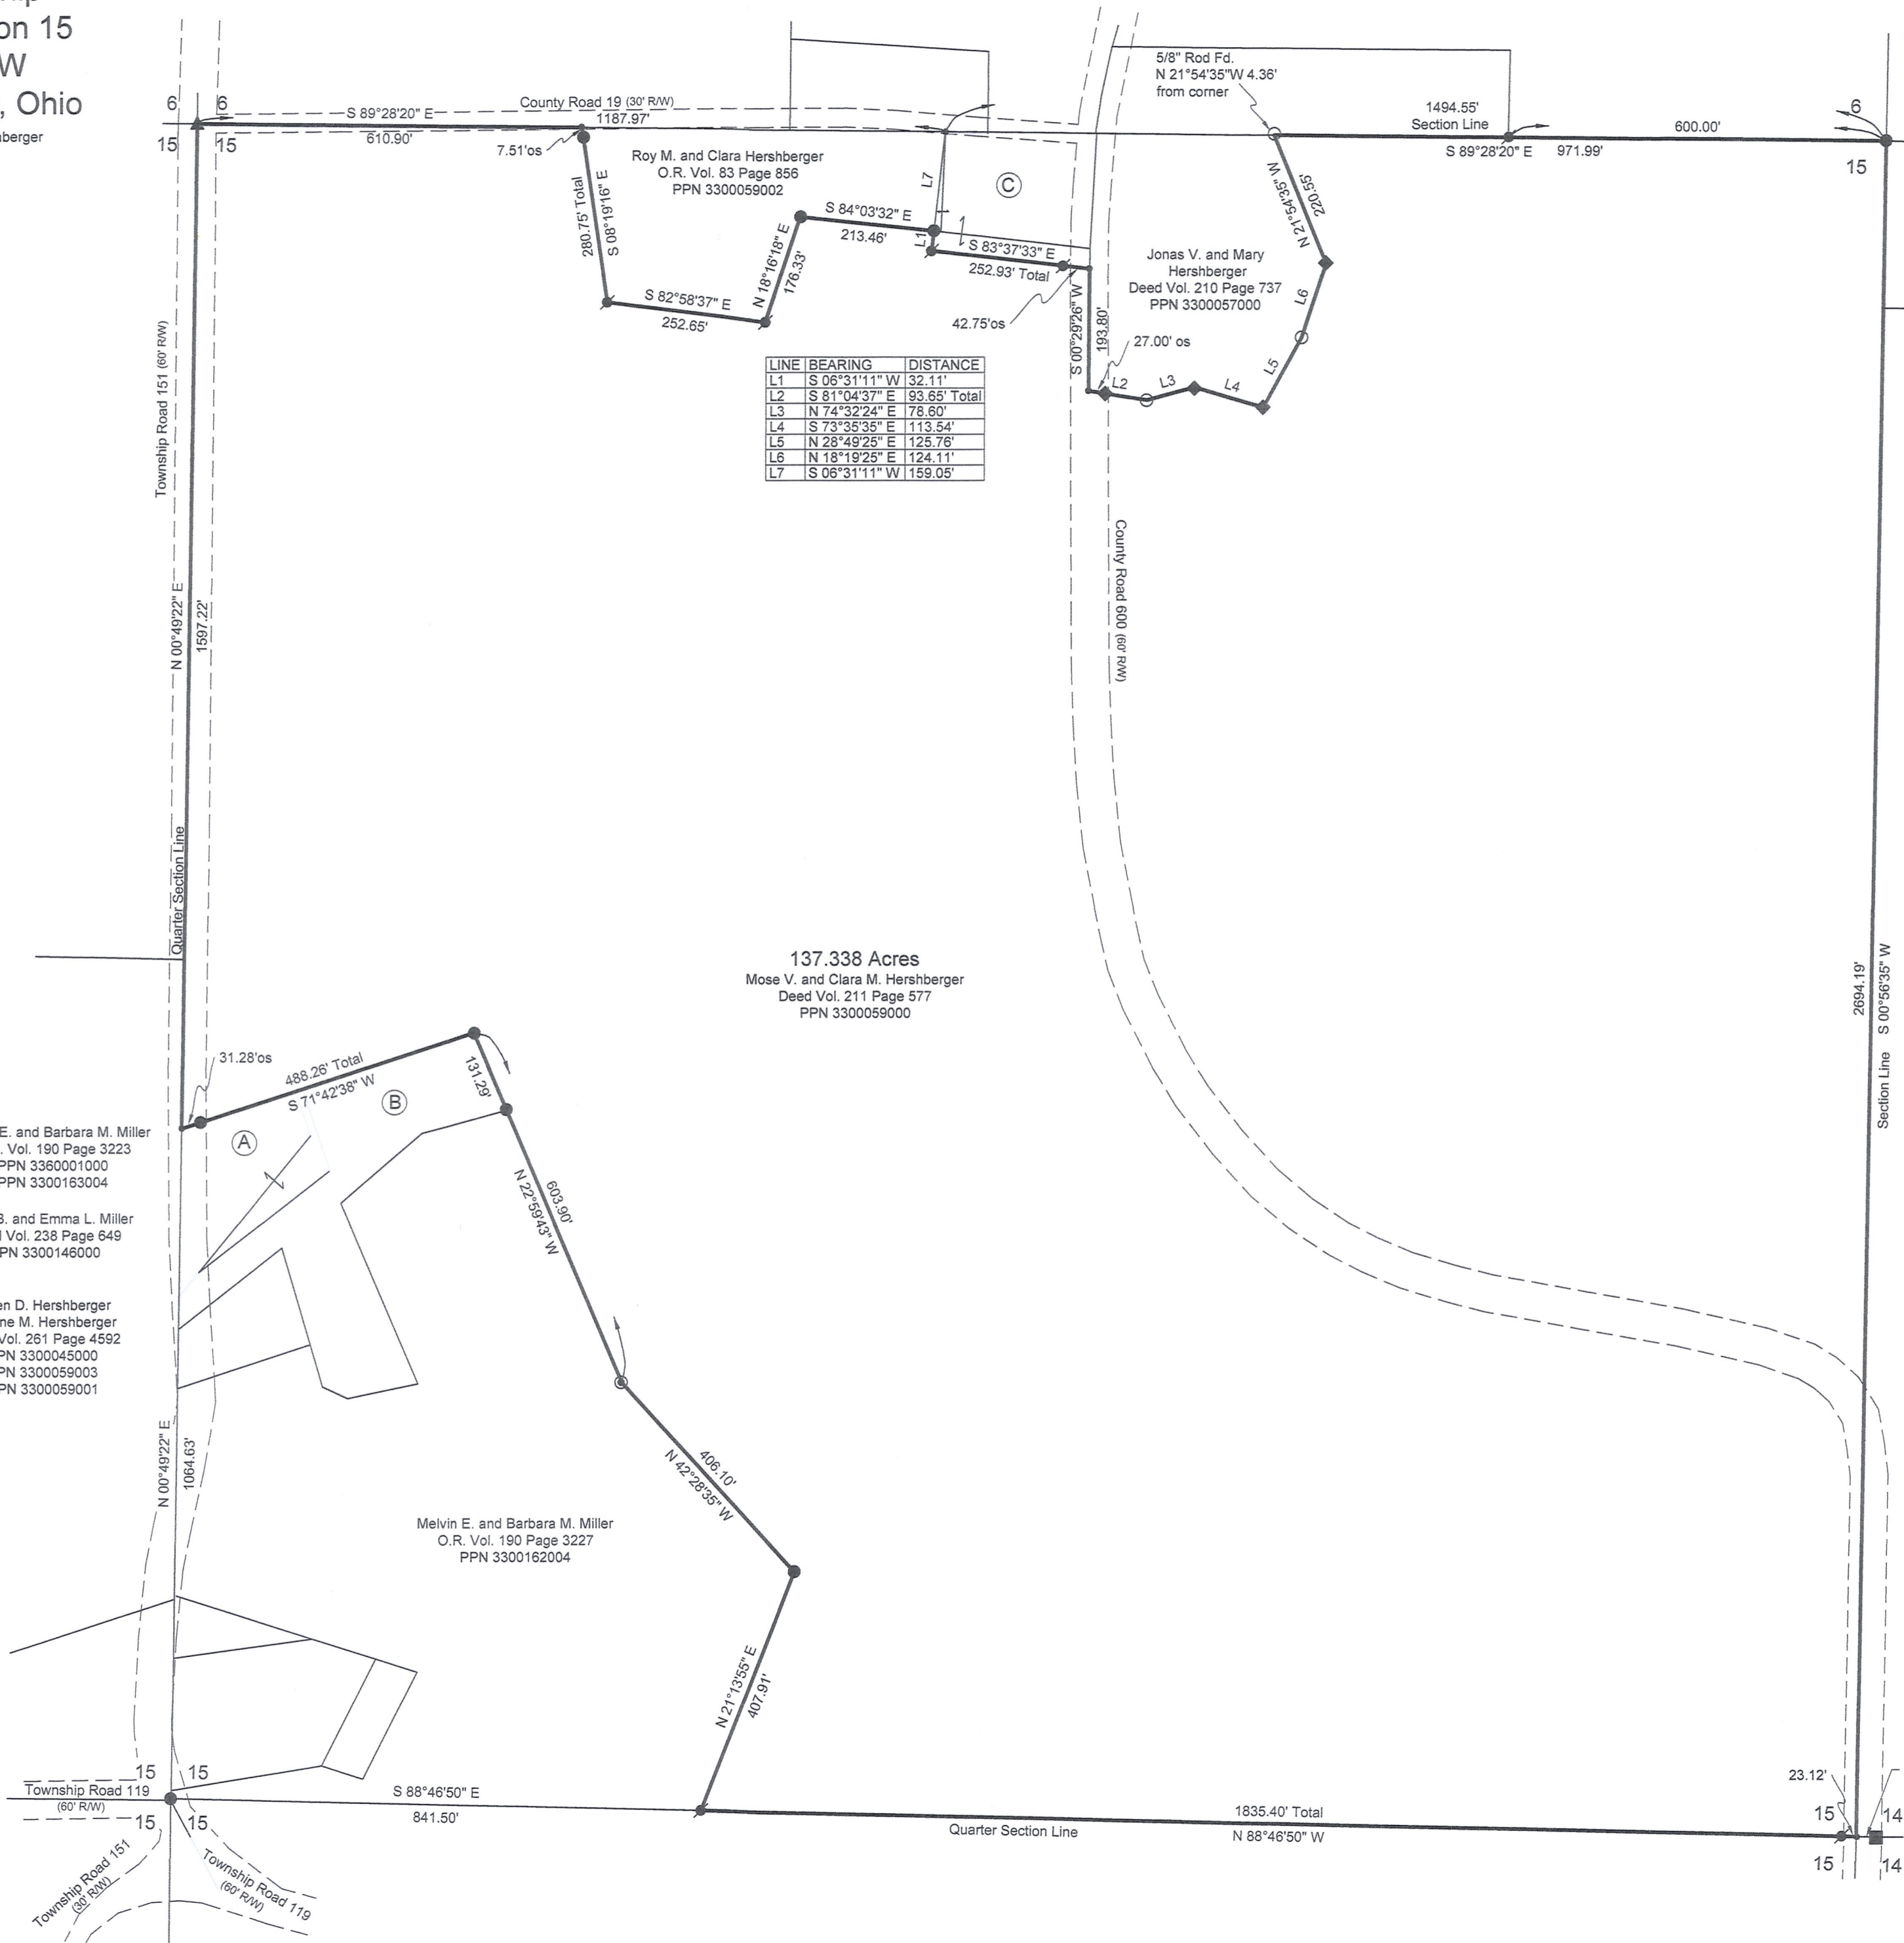 on 15
W
, Ohio
6
6
15
15
S 89°28'20" E
County Road 19 (30' R/W)
1187.97'
610.90'
7.51'os
5/8" Rod Fd.
N 21°54'35"W 4.36'
from corner
1494.55'
Section Line
600.00'
S 89°28'20" E
971.99'
6
15
Roy M. and Clara Hershberger
O.R. Vol. 83 Page 856
PPN 3300059002
280.75' Total
S 08°19'16" E
S 82°58'37" E
252.65'
N 18°16'18" E
176.33'
S 84°03'32" E
213.46'
L7
C
L1
S 83°37'33" E
252.93' Total
42.75'os
S 00°29'26" W
193.80'
27.00' os
L2
L3
L4
L5
L6
N 21°54'35" W
220.55'
Jonas V. and Mary
Hershberger
Deed Vol. 210 Page 737
PPN 3300057000
LINE BEARING DISTANCE
L1 S 06°31'11" W 32.11'
L2 S 81°04'37" E 93.65' Total
L3 N 74°32'24" E 78.60'
L4 S 73°35'35" E 113.54'
L5 N 28°49'25" E 125.76'
L6 N 18°19'25" E 124.11'
L7 S 06°31'11" W 159.05'
Township Road 151 (60' R/W)
N 00°49'22" E
1597.22'
Quarter Section Line
County Road 600 (60' R/W)
137.338 Acres
Mose V. and Clara M. Hershberger
Deed Vol. 211 Page 577
PPN 3300059000
2694.19'
Section Line S 00°56'35" W
31.28'os
488.26' Total
S 71°42'38" W
131.29'
B
A
E. and Barbara M. Miller
. Vol. 190 Page 3223
PPN 3360001000
PPN 3300163004
. and Emma L. Miller
Vol. 238 Page 649
PN 3300146000
en D. Hershberger
ne M. Hershberger
Vol. 261 Page 4592
PN 3300045000
PN 3300059003
PN 3300059001
603.90'
N 22°59'43" W
N 00°49'22" E
1064.63'
406.10'
N 42°28'35" W
Melvin E. and Barbara M. Miller
O.R. Vol. 190 Page 3227
PPN 3300162004
N 21°13'55" E
407.91'
15
15
Township Road 119
(60' R/W)
15
15
S 88°46'50" E
841.50'
1835.40' Total
Quarter Section Line
N 88°46'50" W
23.12'
15
14
15
14
Township Road 151
(30' R/W)
Township Road 119
(60' R/W)